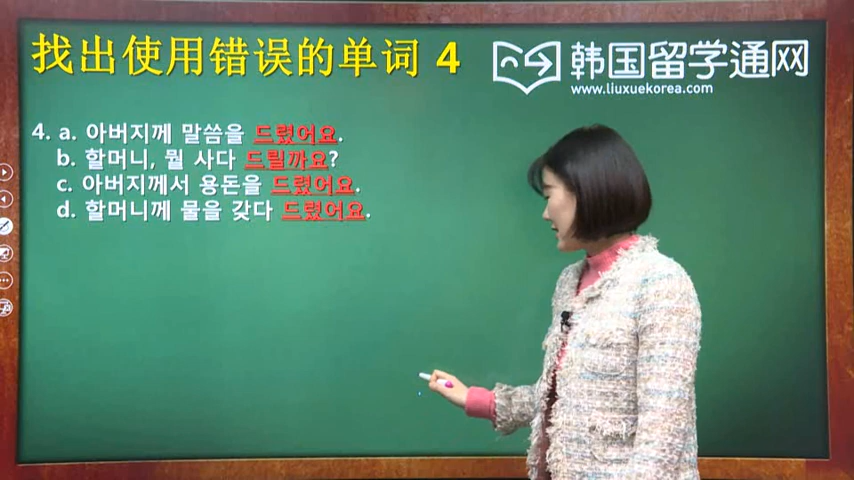 找出使用错误的单词 4
韩国留学通网
www.liuxuekorea.com
4. a. 아버지께 말씀을 드렸어요.
b. 할머니, 뭘 사다 드릴까요?
c. 아버지께서 용돈을 드렸어요.
d. 할머니께 물을 갖다 드렸어요.